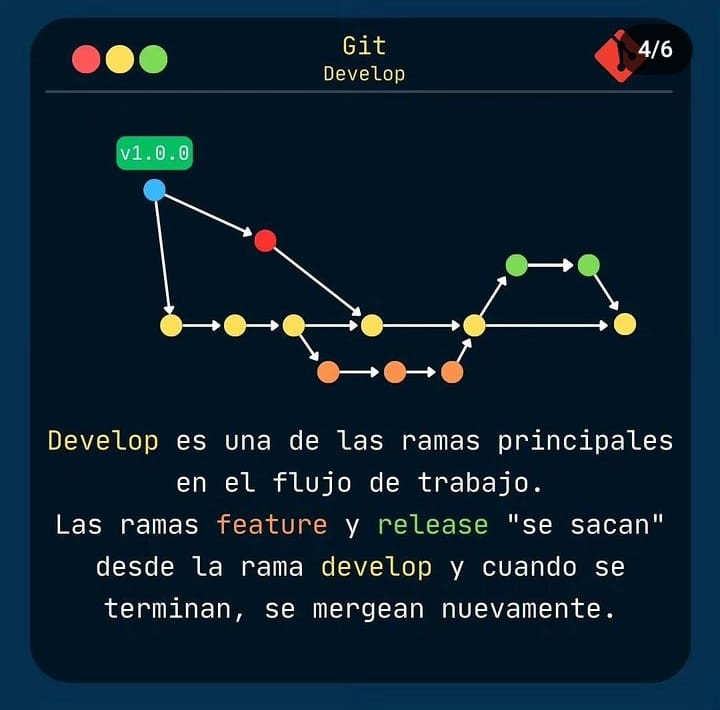 Git
Develop
4/6
v1.0.0
Develop es una de las ramas principales
en el flujo de trabajo.
Las ramas feature y release "se sacan"
desde la rama develop y cuando se
terminan, se mergean nuevamente.